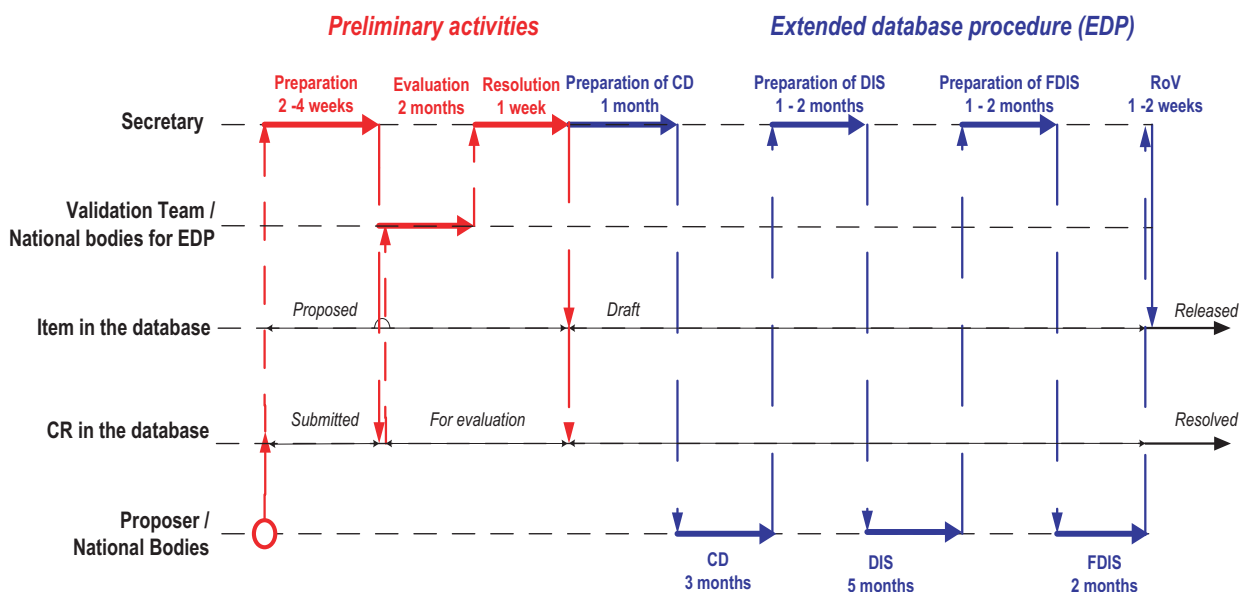 Preliminary activities
Extended database procedure (EDP)
Preparation
2 -4 weeks
Evaluation
2 months
Resolution
1 week
Preparation of CD
1 month
Preparation of DIS
1 - 2 months
Preparation of FDIS
1 - 2 months
RoV
1 -2 weeks
Secretary
Validation Team /
National bodies for EDP
Item in the database
Proposed
Draft
Released
CR in the database
Submitted
For evaluation
Resolved
Proposer /
National Bodies
CD
3 months
DIS
5 months
FDIS
2 months